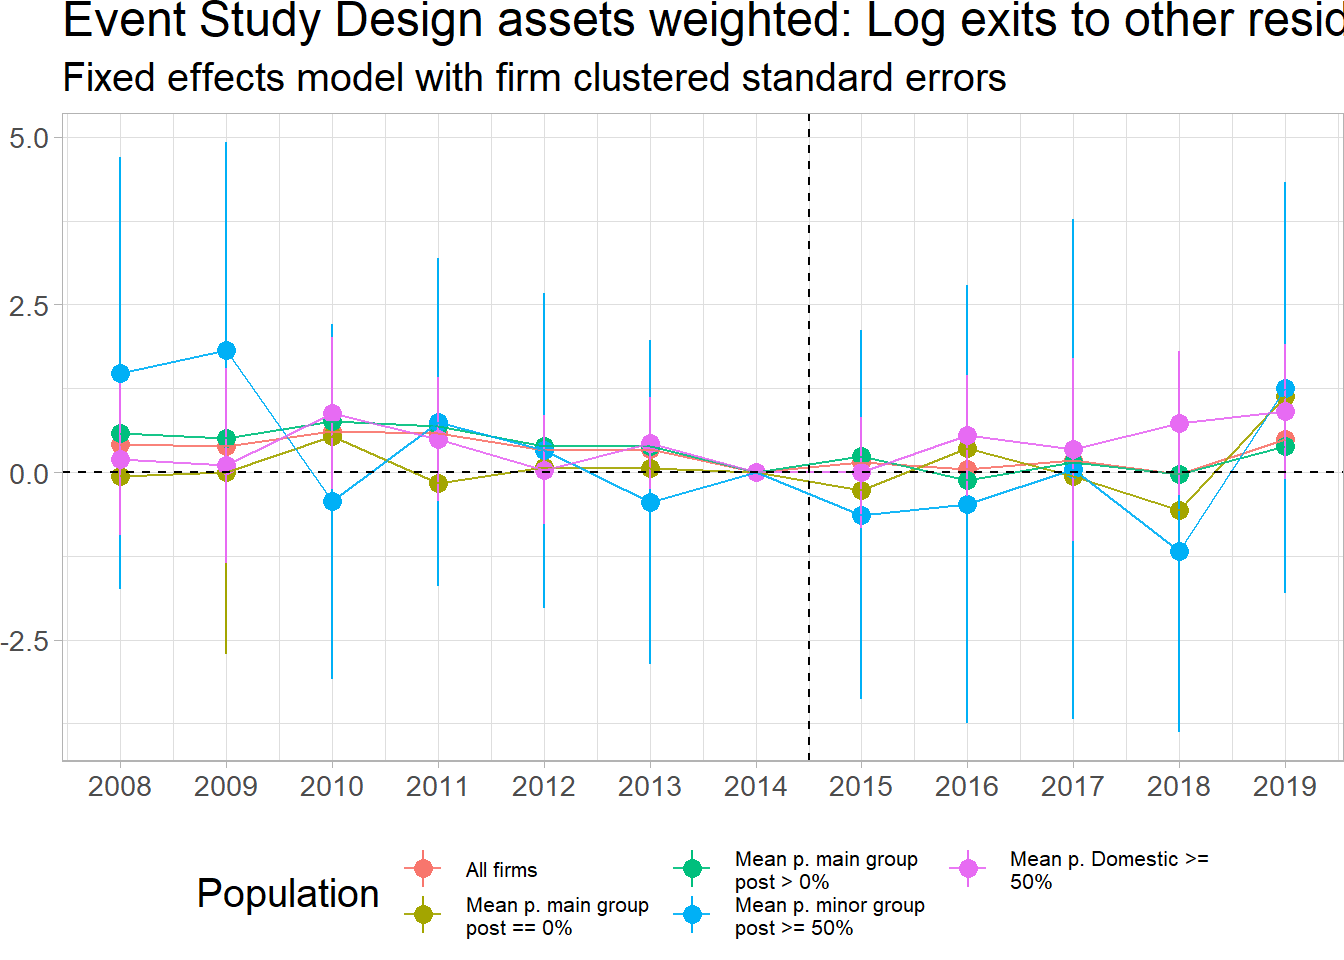 Event Study Design assets weighted: Log exits to other resid
Fixed effects model with firm clustered standard errors
5.0
2.5
0.0
-2.5
2008 2009 2010 2011 2012 2013 2014 2015 2016 2017 2018 2019
Population
All firms
Mean p. main group
post == 0%
Mean p. main group
post > 0%
Mean p. minor group
post >= 50%
Mean p. Domestic >=
50%